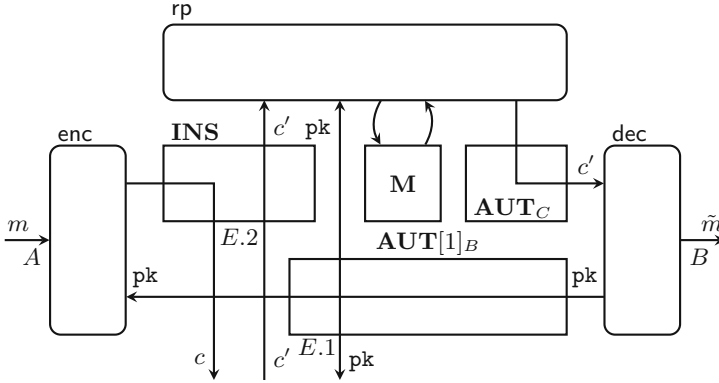 rp
enc
INS
c′
pk
M
AUT_C
dec
c′
m
A
E.2
AUT[1]_B
m̃
B
pk
pk
c
c′
E.1
pk